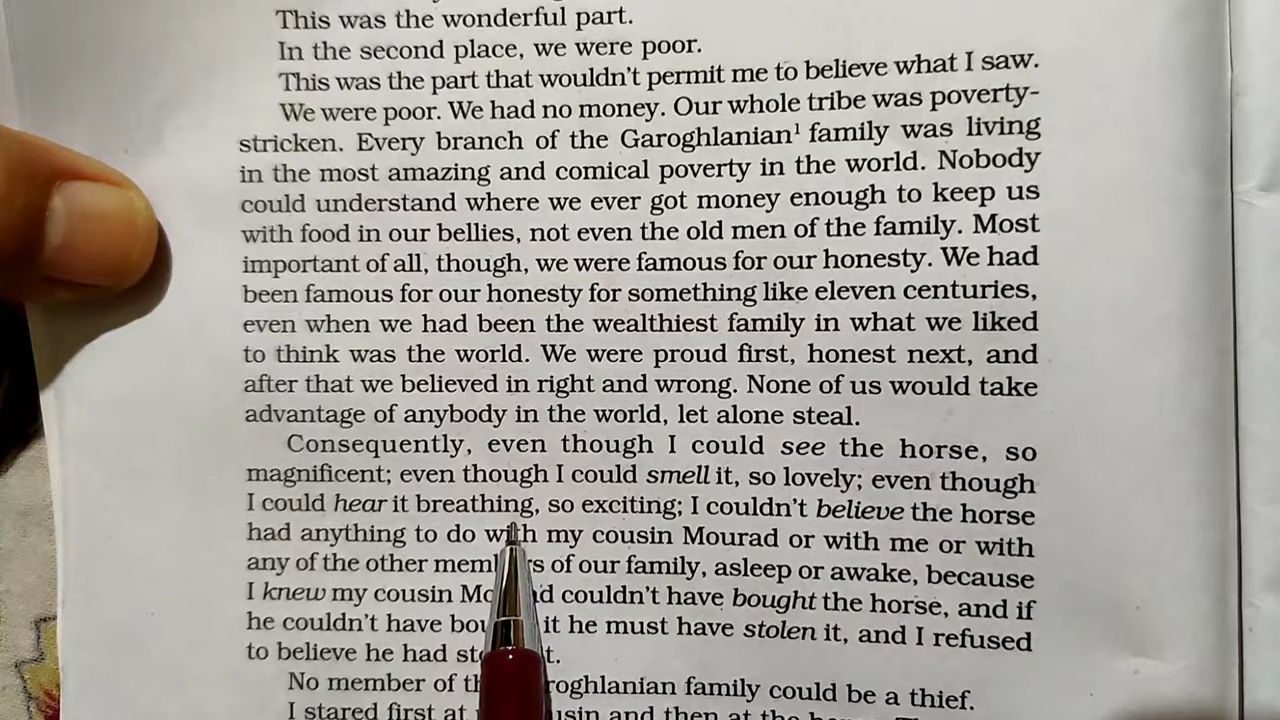 This was the wonderful part.
In the second place, we were poor.
This was the part that wouldn't permit me to believe what I saw.
We were poor. We had no money. Our whole tribe was poverty-
stricken. Every branch of the Garoghlanian¹ family was living
in the most amazing and comical poverty in the world. Nobody
could understand where we ever got money enough to keep us
with food in our bellies, not even the old men of the family. Most
important of all, though, we were famous for our honesty. We had
been famous for our honesty for something like eleven centuries,
even when we had been the wealthiest family in what we liked
to think was the world. We were proud first, honest next, and
after that we believed in right and wrong. None of us would take
advantage of anybody in the world, let alone steal.
Consequently, even though I could see the horse, so
magnificent; even though I could smell it, so lovely; even though
I could hear it breathing, so exciting; I couldn't believe the horse
had anything to do with my cousin Mourad or with me or with
any of the other members of our family, asleep or awake, because
I knew my cousin Mourad couldn't have bought the horse, and if
he couldn't have bought it he must have stolen it, and I refused
to believe he had stolen it.
No member of the Garoghlanian family could be a thief.
I stared first at my cousin and then at the horse.